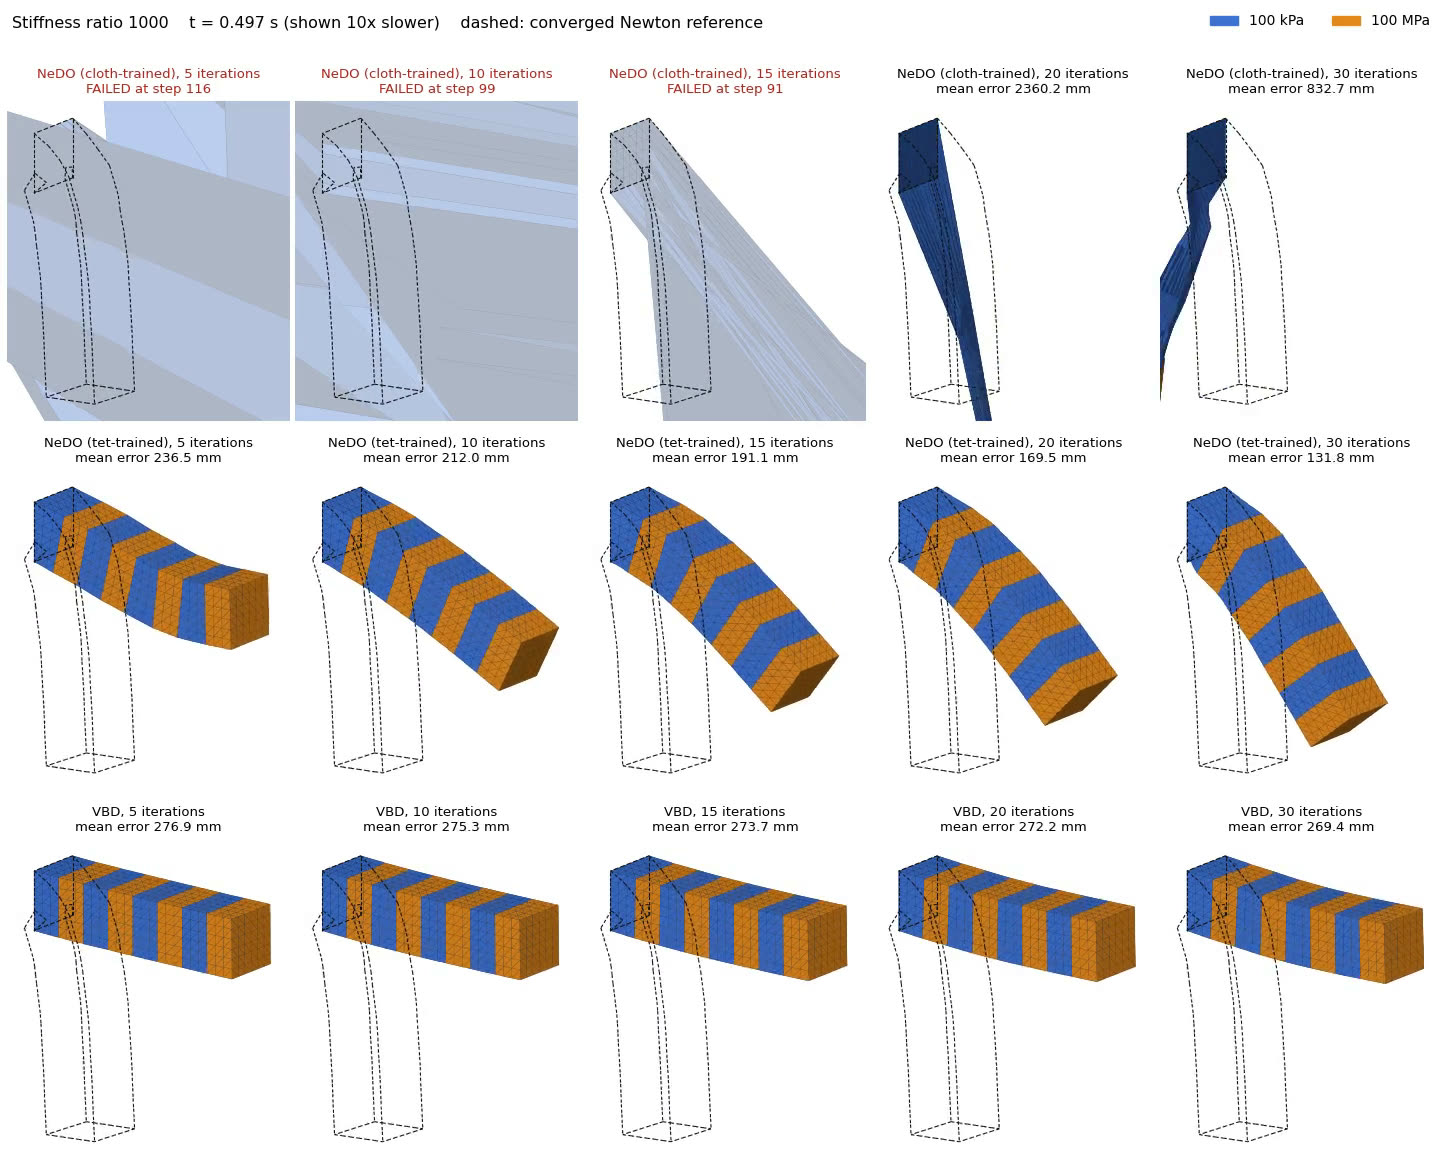 Stiffness ratio 1000    t = 0.497 s (shown 10x slower)    dashed: converged Newton reference
100 kPa    100 MPa
NeDO (cloth-trained), 5 iterations
FAILED at step 116
NeDO (cloth-trained), 10 iterations
FAILED at step 99
NeDO (cloth-trained), 15 iterations
FAILED at step 91
NeDO (cloth-trained), 20 iterations
mean error 2360.2 mm
NeDO (cloth-trained), 30 iterations
mean error 832.7 mm
NeDO (tet-trained), 5 iterations
mean error 236.5 mm
NeDO (tet-trained), 10 iterations
mean error 212.0 mm
NeDO (tet-trained), 15 iterations
mean error 191.1 mm
NeDO (tet-trained), 20 iterations
mean error 169.5 mm
NeDO (tet-trained), 30 iterations
mean error 131.8 mm
VBD, 5 iterations
mean error 276.9 mm
VBD, 10 iterations
mean error 275.3 mm
VBD, 15 iterations
mean error 273.7 mm
VBD, 20 iterations
mean error 272.2 mm
VBD, 30 iterations
mean error 269.4 mm